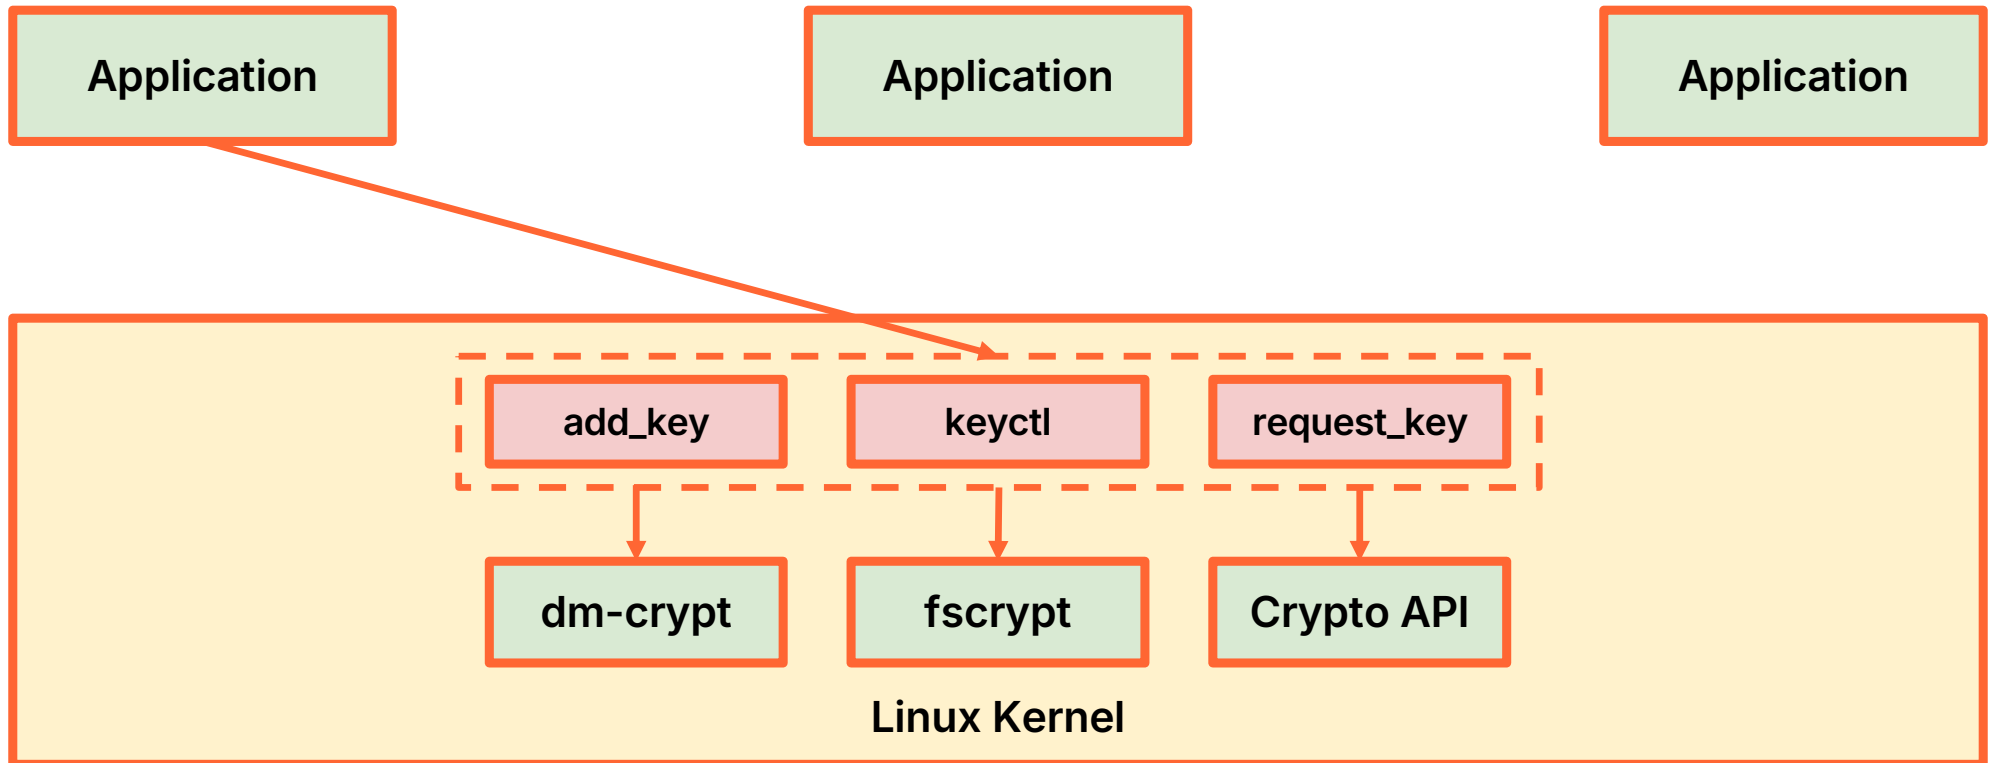 Application
Application
Application
add_key
keyctl
request_key
dm-crypt
fscrypt
Crypto API
Linux Kernel